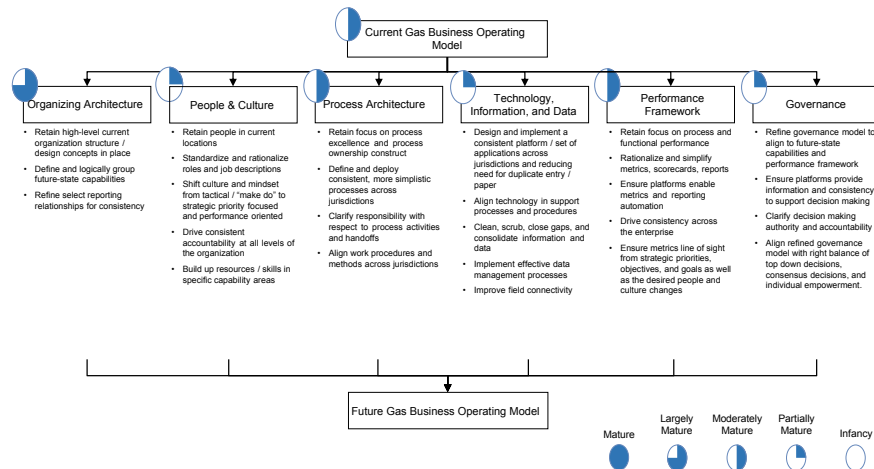 Current Gas Business Operating
Model
Organizing Architecture
• Retain high-level current
organization structure /
design concepts in place
• Define and logically group
future-state capabilities
• Refine select reporting
relationships for consistency
People & Culture
• Retain people in current
locations
• Standardize and rationalize
roles and job descriptions
• Shift culture and mindset
from tactical / "make do" to
strategic priority focused
and performance oriented
• Drive consistent
accountability at all levels of
the organization
• Build up resources / skills in
specific capability areas
Process Architecture
• Retain focus on process
excellence and process
ownership construct
• Define and deploy
consistent, more simplistic
processes across
jurisdictions
• Clarify responsibility with
respect to process activities
and handoffs
• Align work procedures and
methods across jurisdictions
Technology,
Information, and Data
• Design and implement a
consistent platform / set of
applications across
jurisdictions and reducing
need for duplicate entry /
paper
• Align technology in support
processes and procedures
• Clean, scrub, close gaps, and
consolidate information and
data
• Implement effective data
management processes
• Improve field connectivity
Performance
Framework
• Retain focus on process and
functional performance
• Rationalize and simplify
metrics, scorecards, reports
• Ensure platforms enable
metrics and reporting
automation
• Drive consistency across
the enterprise
• Ensure metrics line of sight
from strategic priorities,
objectives, and goals as well
as the desired people and
culture changes
Governance
• Refine governance model to
align to future-state
capabilities and
performance framework
• Ensure platforms provide
information and consistency
to support decision making
• Clarify decision making
authority and accountability
• Align refined governance
model with right balance of
top down decisions,
consensus decisions, and
individual empowerment.
Future Gas Business Operating Model
Mature
Largely
Mature
Moderately
Mature
Partially
Mature
Infancy